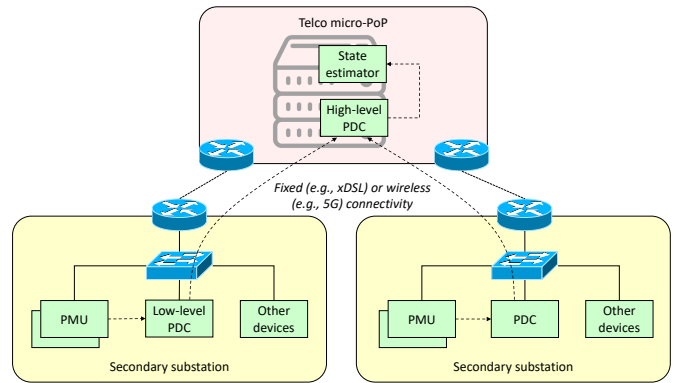 Telco micro-PoP
State
estimator
High-level
PDC
Fixed (e.g., xDSL) or wireless
(e.g., 5G) connectivity
PMU
Low-level
PDC
Other
devices
Secondary substation
PMU
PDC
Other
devices
Secondary substation